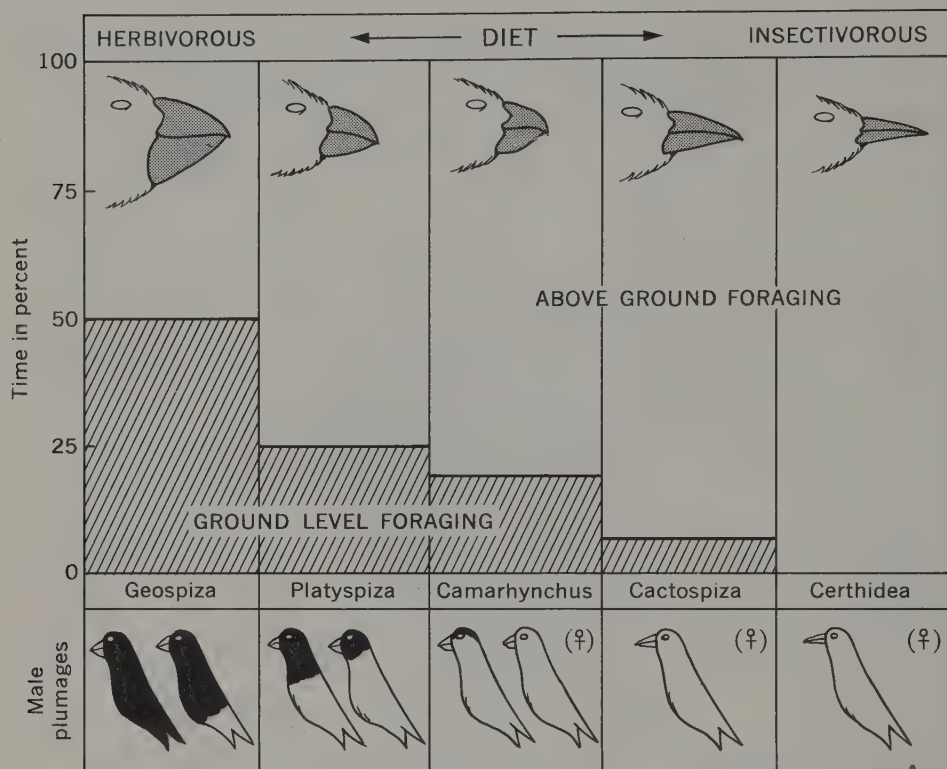 HERBIVOROUS ← DIET → INSECTIVOROUS
100
75
50
25
0
Time in percent
ABOVE GROUND FORAGING
GROUND LEVEL FORAGING
Geospiza Platyspiza Camarhynchus Cactospiza Certhidea
Male
plumages
(♀) (♀) (♀)